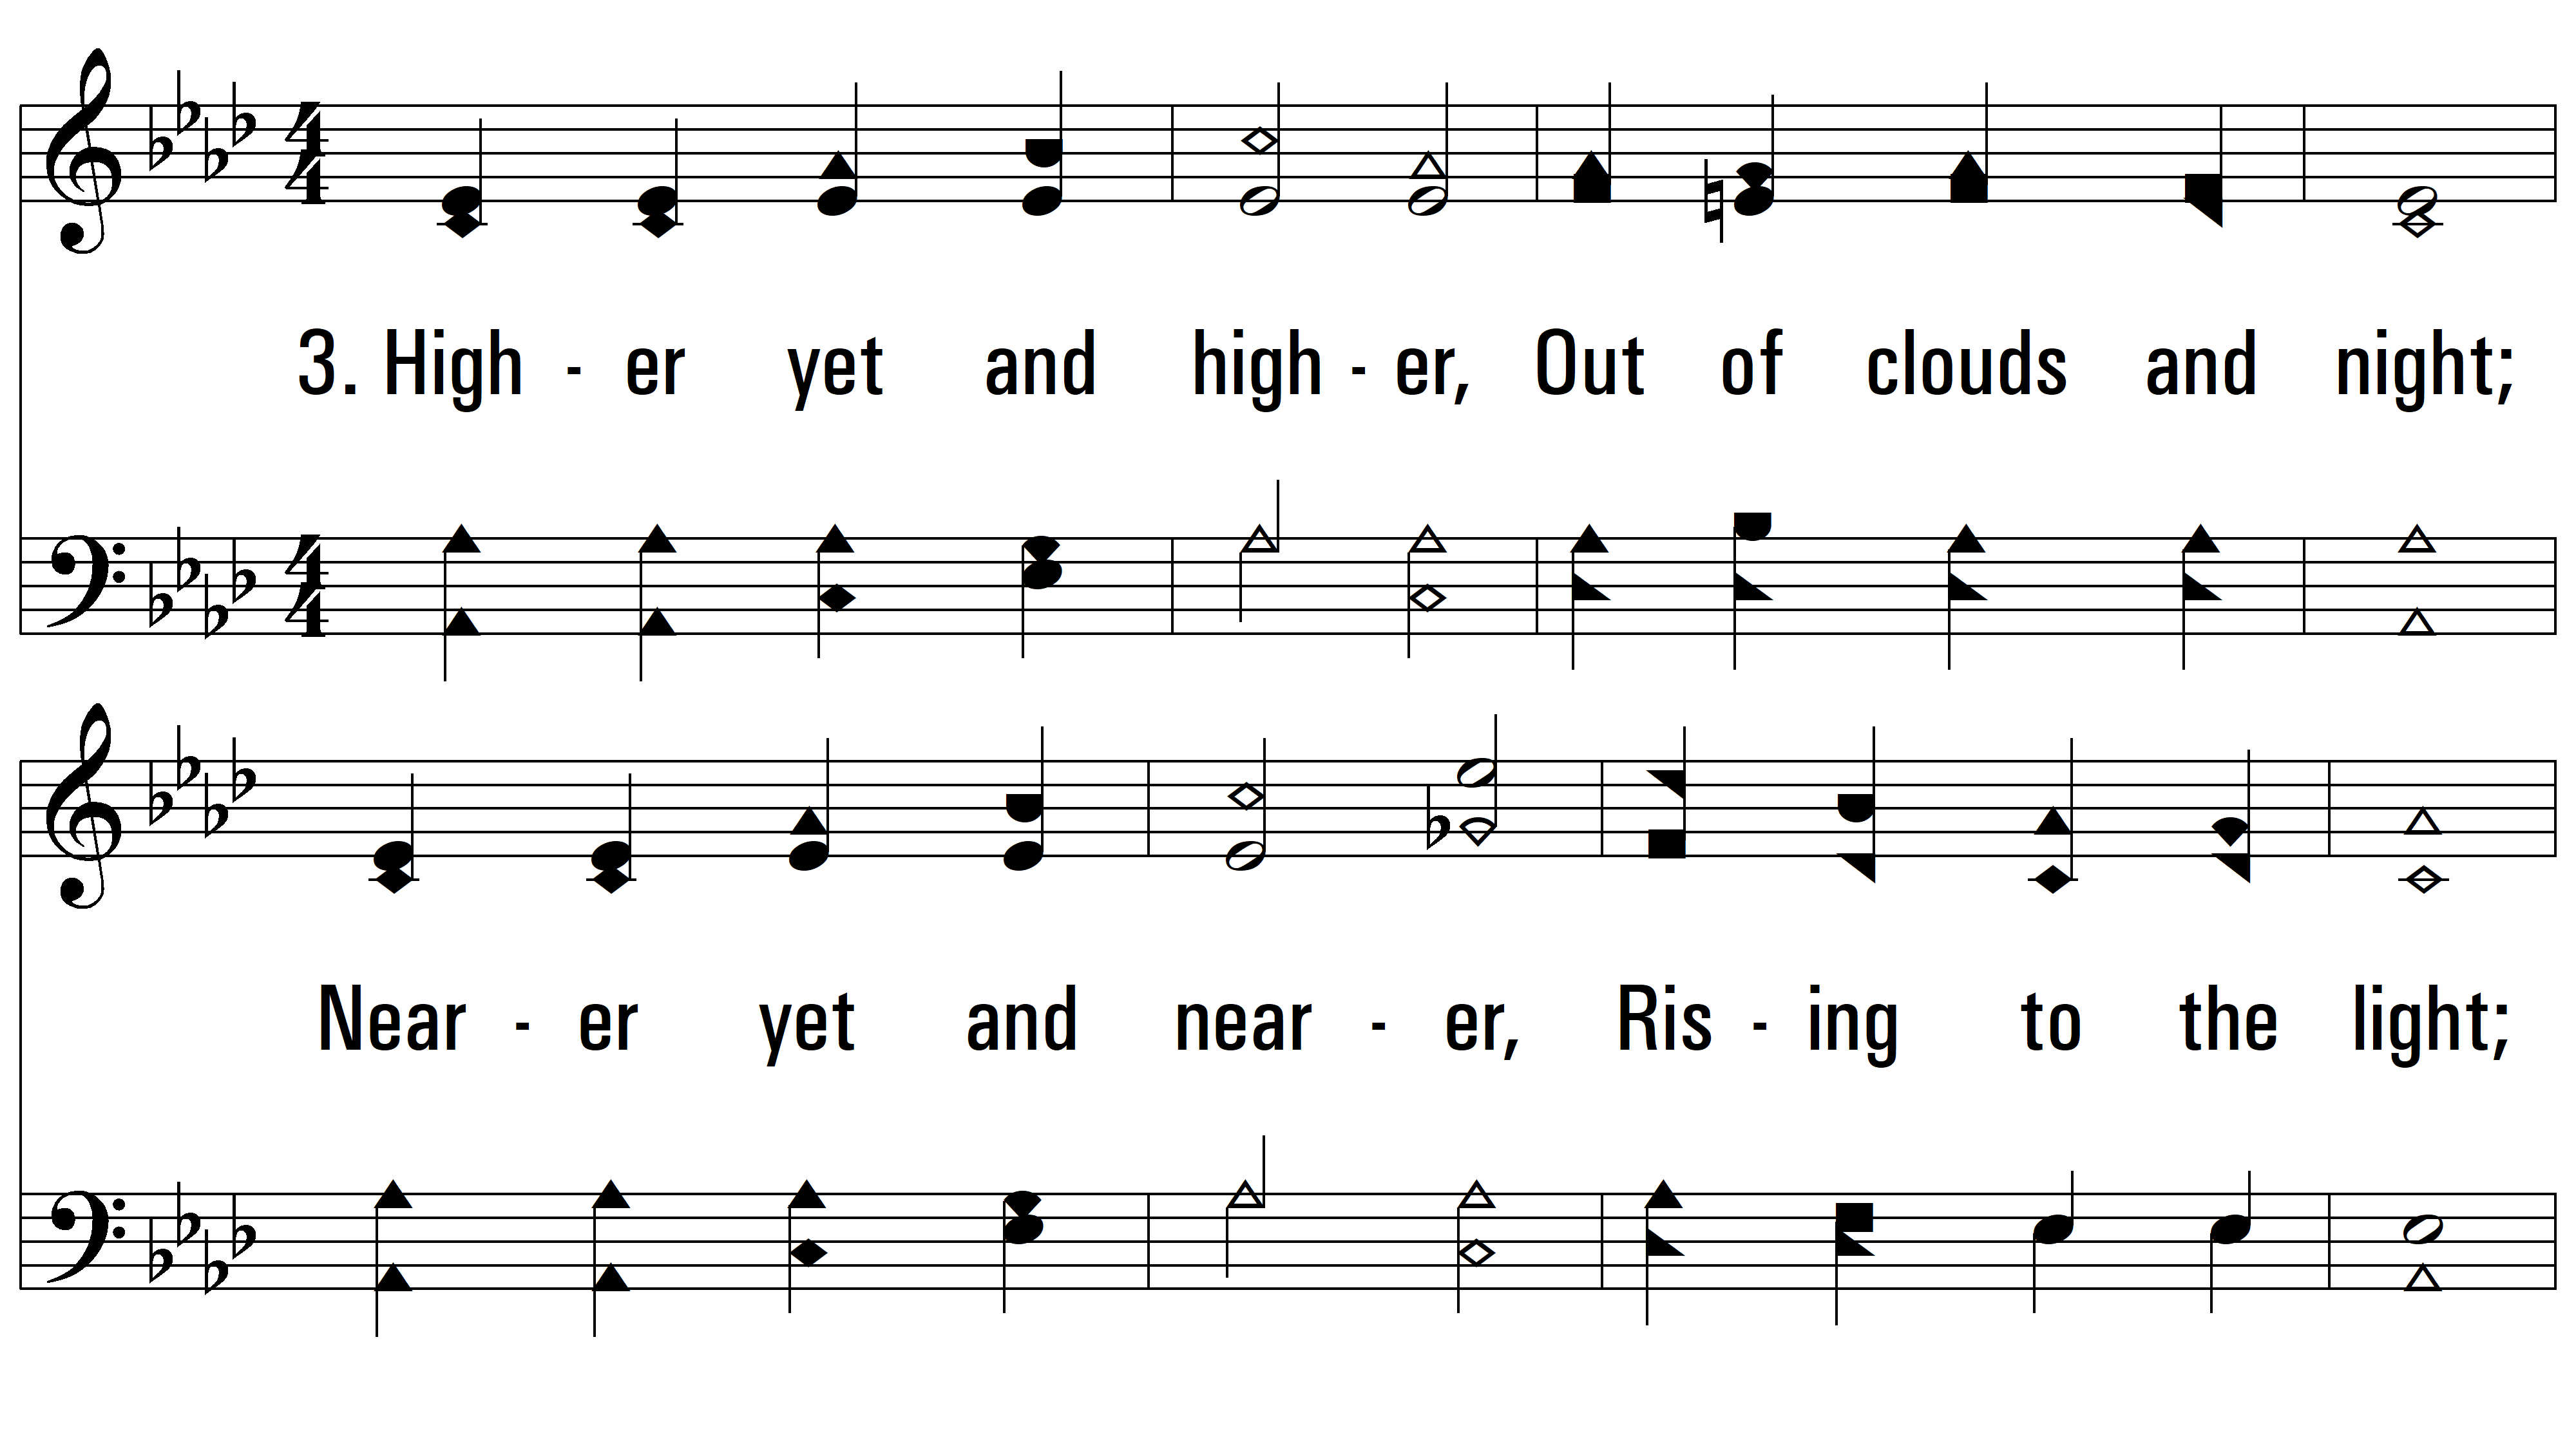 3. High - er yet and high - er, Out of clouds and night;
Near - er yet and near - er, Ris - ing to the light;